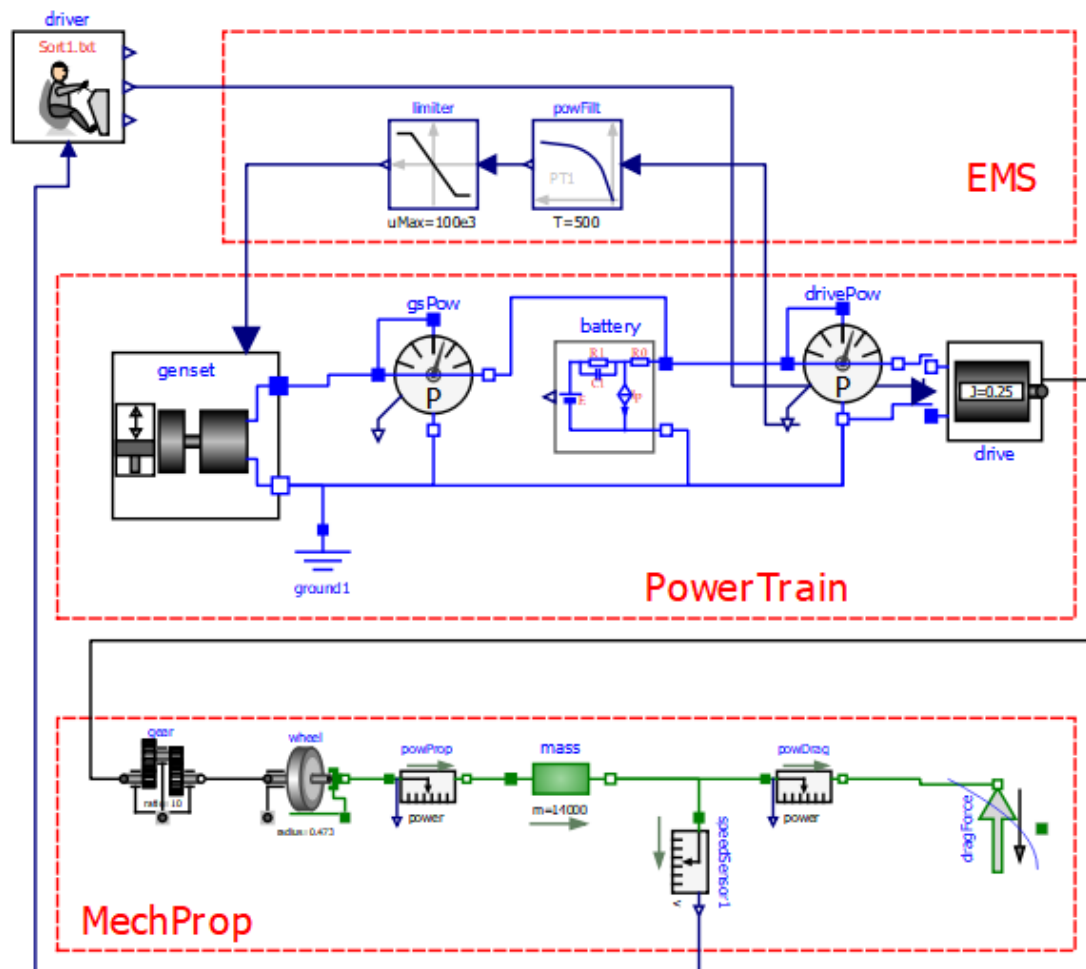 driver
Sort1.txt
limiter
powFilt
PT1
EMS
uMax=100e3
T=500
gsPow
drivePow
battery
genset
R1
R0
C1
E
P
P
J=0.25
drive
ground1
PowerTrain
gear
wheel
powProp
mass
powDrag
ratio: 10
power
m=14000
power
radius: 0.473
speedSensor1
dragForce
v
MechProp